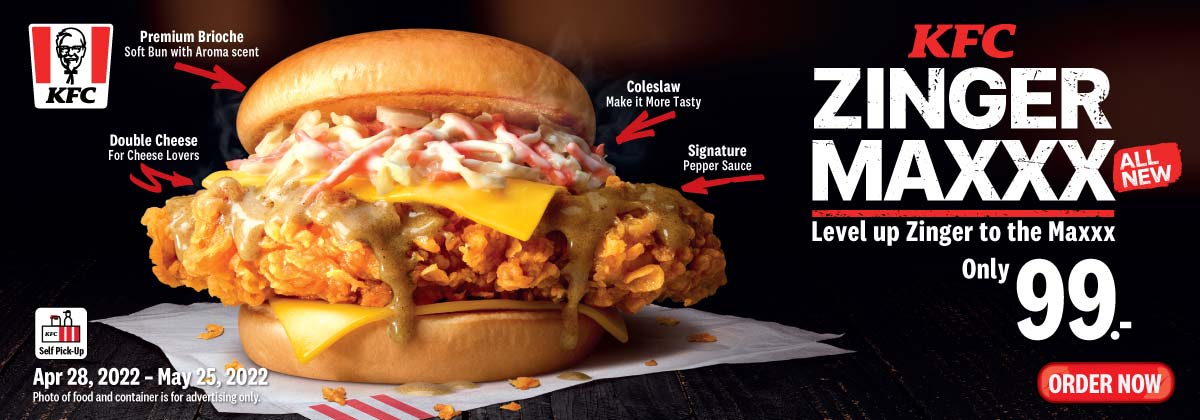 KFC
Premium Brioche
Soft Bun with Aroma scent
Double Cheese
For Cheese Lovers
Coleslaw
Make it More Tasty
Signature
Pepper Sauce
KFC
ZINGER
MAXXX
ALL
NEW
Level up Zinger to the Maxxx
Only 99.-
ORDER NOW
KFC
Self Pick-Up
Apr 28, 2022 – May 25, 2022
Photo of food and container is for advertising only.